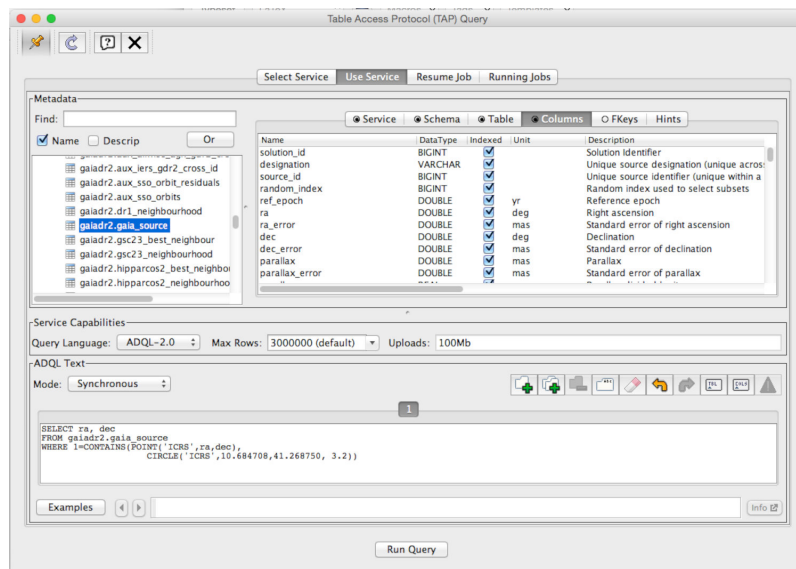 Table Access Protocol (TAP) Query
Select Service Use Service Resume Job Running Jobs
Metadata
Find:
Name Descrip Or
gaiadr2.aux_iers_gdr2_cross_id
gaiadr2.aux_sso_orbit_residuals
gaiadr2.aux_sso_orbits
gaiadr2.dr1_neighbourhood
gaiadr2.gaia_source
gaiadr2.gsc23_best_neighbour
gaiadr2.gsc23_neighbourhood
gaiadr2.hipparcos2_best_neighbo
gaiadr2.hipparcos2_neighbourhoo
Service Schema Table Columns FKeys Hints
Name DataType Indexed Unit Description
solution_id BIGINT Solution Identifier
designation VARCHAR Unique source designation (unique acros
source_id BIGINT Unique source identifier (unique within a
random_index BIGINT Random index used to select subsets
ref_epoch DOUBLE yr Reference epoch
ra DOUBLE deg Right ascension
ra_error DOUBLE mas Standard error of right ascension
dec DOUBLE deg Declination
dec_error DOUBLE mas Standard error of declination
parallax DOUBLE mas Parallax
parallax_error DOUBLE mas Standard error of parallax
Service Capabilities
Query Language: ADQL-2.0 Max Rows: 3000000 (default) Uploads: 100Mb
ADQL Text
Mode: Synchronous
1
SELECT ra, dec
FROM gaiadr2.gaia_source
WHERE 1=CONTAINS(POINT('ICRS',ra,dec),
CIRCLE('ICRS',10.684708,41.268750, 3.2))
Examples Info
Run Query